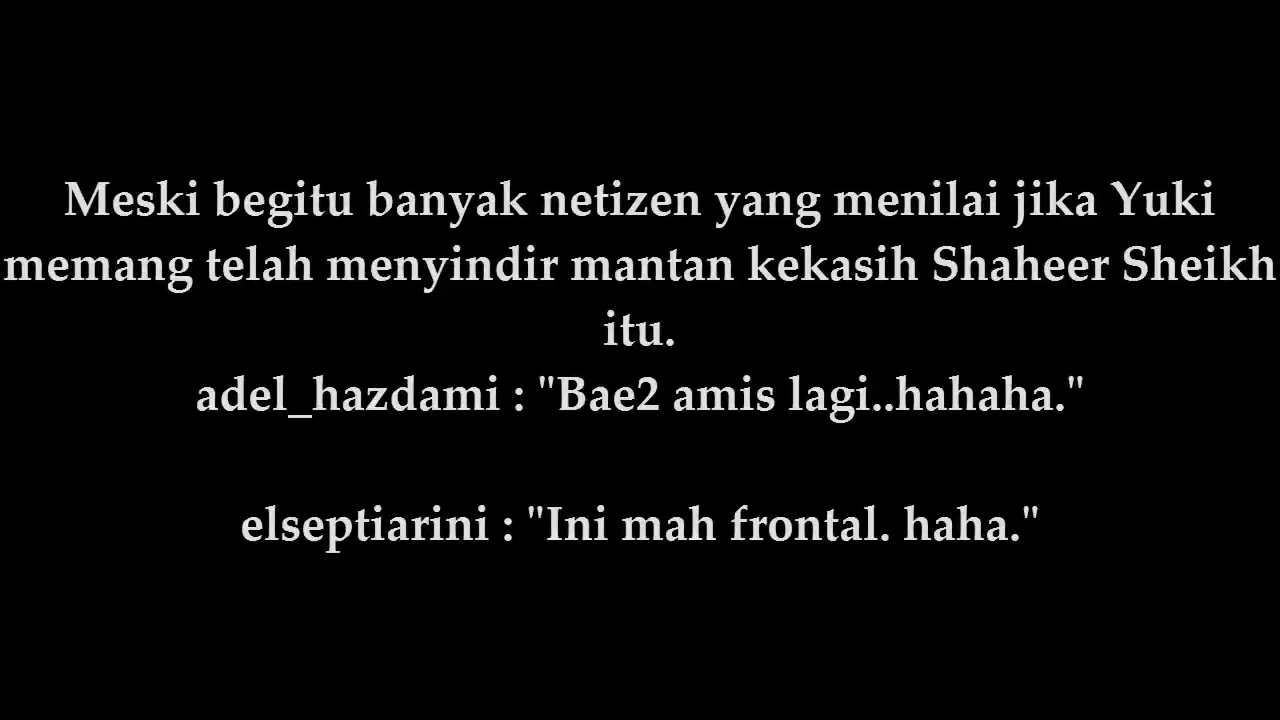 Meski begitu banyak netizen yang menilai jika Yuki
memang telah menyindir mantan kekasih Shaheer Sheikh
itu.
adel_hazdami : "Bae2 amis lagi..hahaha."
elseptiarini : "Ini mah frontal. haha."